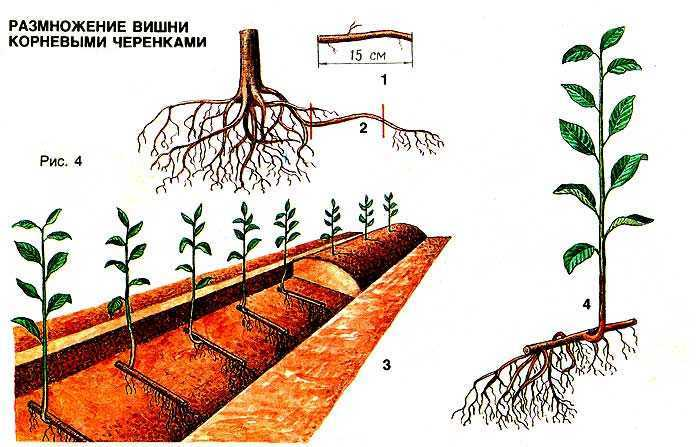 РАЗМНОЖЕНИЕ ВИШНИ
КОРНЕВЫМИ ЧЕРЕНКАМИ
15 см
1
2
Рис. 4
3
4